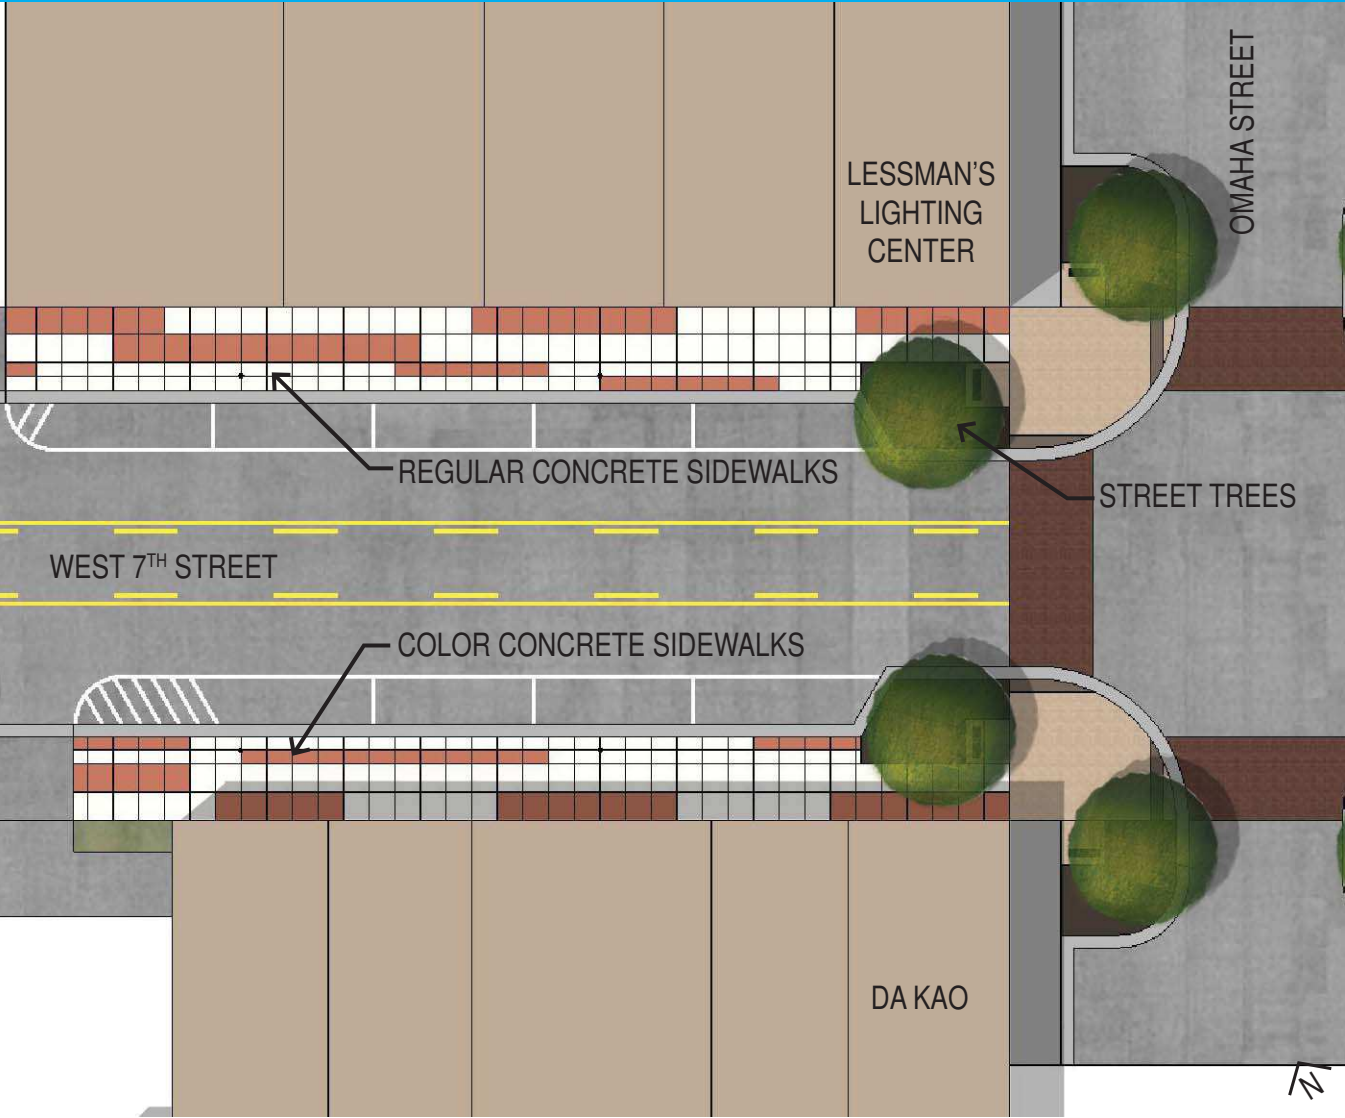 OMAHA STREET
LESSMAN'S
LIGHTING
CENTER
REGULAR CONCRETE SIDEWALKS
STREET TREES
WEST 7TH STREET
COLOR CONCRETE SIDEWALKS
DA KAO
N